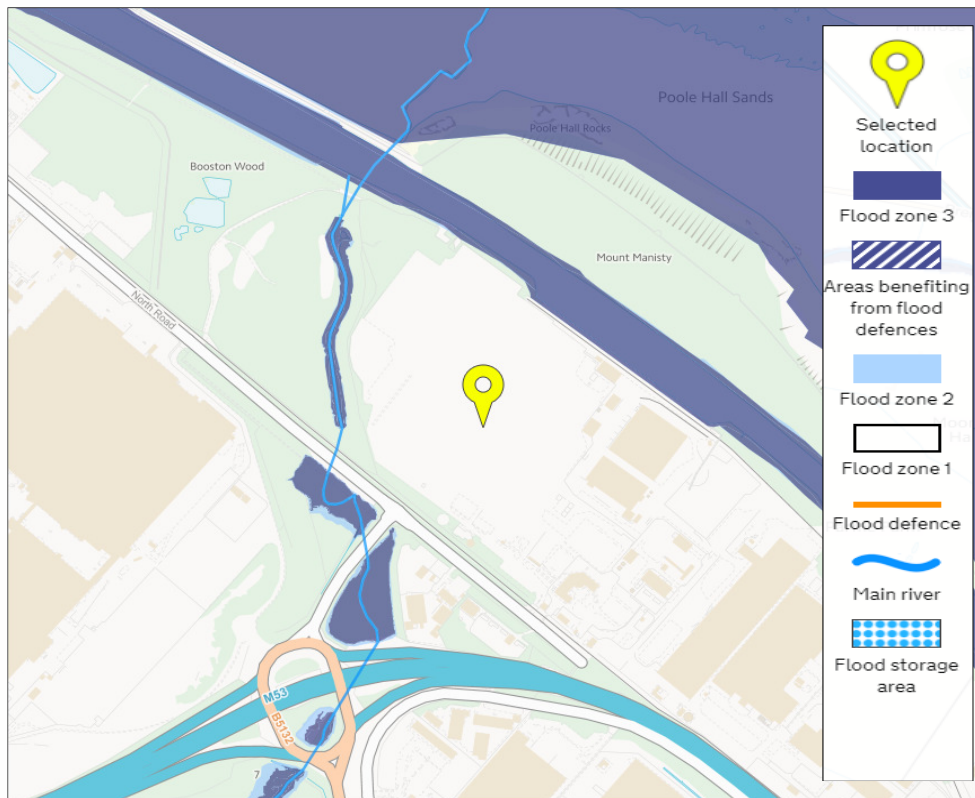 Poole Hall Sands
Poole Hall Rocks
Booston Wood
Mount Manisty
North Road
M53
B5132
7
Selected
location
Flood zone 3
Areas benefiting
from flood
defences
Flood zone 2
Flood zone 1
Flood defence
Main river
Flood storage
area